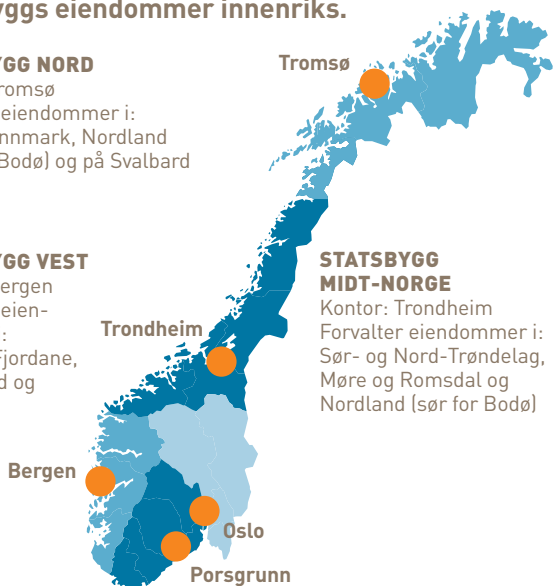 yggs eiendommer innenriks.
YGG NORD
romsø
eiendommer i:
nnmark, Nordland
Bodø) og på Svalbard
Tromsø
YGG VEST
ergen
eien-
:
Fjordane,
d og
Trondheim
STATSBYGG
MIDT-NORGE
Kontor: Trondheim
Forvalter eiendommer i:
Sør- og Nord-Trøndelag,
Møre og Romsdal og
Nordland (sør for Bodø)
Bergen
Oslo
Porsgrunn